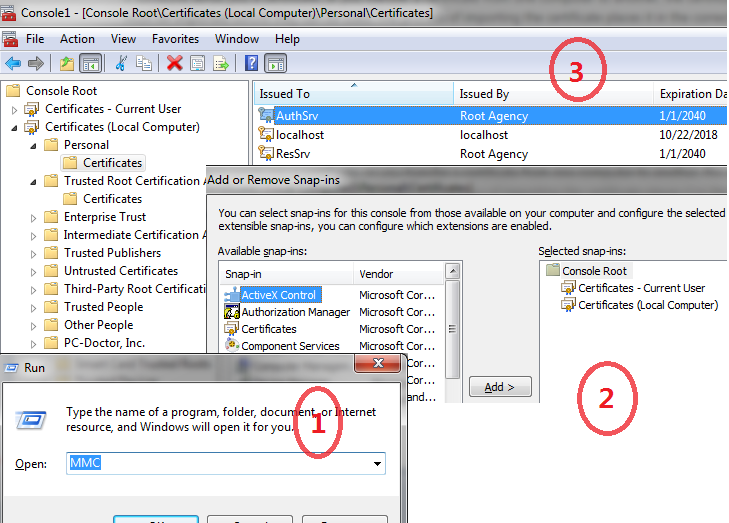 Console1 - [Console Root\Certificates (Local Computer)\Personal\Certificates]
File Action View Favorites Window Help
Console Root
Certificates - Current User
Certificates (Local Computer)
Personal
Certificates
Trusted Root Certification A
Certificates
Enterprise Trust
Intermediate Certification A
Trusted Publishers
Untrusted Certificates
Third-Party Root Certificati
Trusted People
Other People
PC-Doctor, Inc.
3
Issued To Issued By Expiration Da
AuthSrv Root Agency 1/1/2040
localhost localhost 10/22/2018
ResSrv Root Agency 1/1/2040
Add or Remove Snap-ins
You can select snap-ins for this console from those available on your computer and configure the selected
extensible snap-ins, you can configure which extensions are enabled.
Available snap-ins:
Snap-in Vendor
ActiveX Control Microsoft Cor...
Authorization Manager Microsoft Cor...
Certificates Microsoft Cor...
Component Services Microsoft Cor...
Cor...
Cor...
and...
Add >
Selected snap-ins:
Console Root
Certificates - Current User
Certificates (Local Computer)
2
Run
Type the name of a program, folder, document, or Internet
resource, and Windows will open it for you.
1
Open: MMC